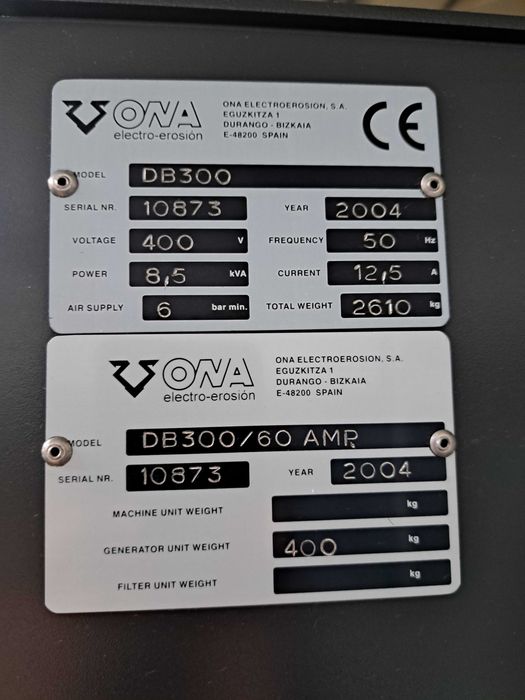 ONA
electro-erosión
ONA ELECTROEROSION, S.A.
EGUZKITZA 1
DURANGO - BIZKAIA
E-48200 SPAIN
CE
MODEL DB300
SERIAL NR. 10873 YEAR 2004
VOLTAGE 400 V FREQUENCY 50 Hz
POWER 8,5 kVA CURRENT 12,5 A
AIR SUPPLY 6 bar min. TOTAL WEIGHT 2610 kg
ONA
electro-erosión
ONA ELECTROEROSION, S.A.
EGUZKITZA 1
DURANGO - BIZKAIA
E-48200 SPAIN
MODEL DB300/60 AMP
SERIAL NR. 10873 YEAR 2004
MACHINE UNIT WEIGHT kg
GENERATOR UNIT WEIGHT 400 kg
FILTER UNIT WEIGHT kg